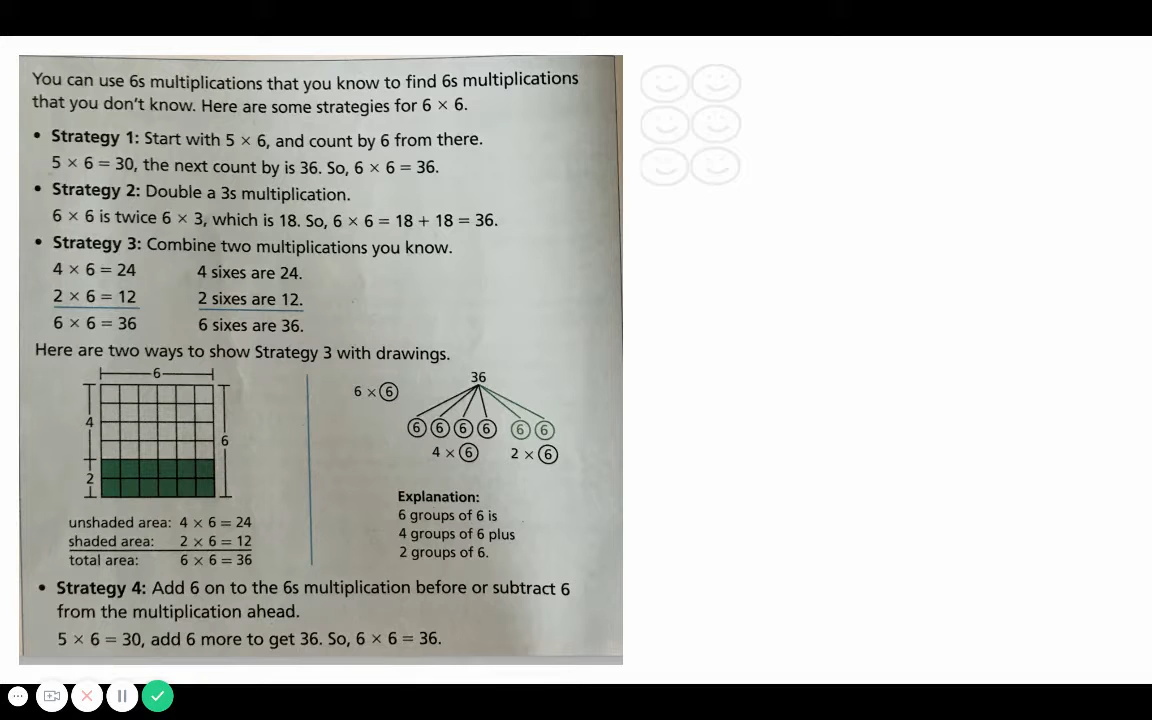 You can use 6s multiplications that you know to find 6s multiplications
that you don't know. Here are some strategies for 6 × 6.
• Strategy 1: Start with 5 × 6, and count by 6 from there.
5 × 6 = 30, the next count by is 36. So, 6 × 6 = 36.
• Strategy 2: Double a 3s multiplication.
6 × 6 is twice 6 × 3, which is 18. So, 6 × 6 = 18 + 18 = 36.
• Strategy 3: Combine two multiplications you know.
4 × 6 = 24 4 sixes are 24.
2 × 6 = 12 2 sixes are 12.
6 × 6 = 36 6 sixes are 36.
Here are two ways to show Strategy 3 with drawings.
6
4
6
2
unshaded area: 4 × 6 = 24
shaded area: 2 × 6 = 12
total area: 6 × 6 = 36
36
6 × 6
6 6 6 6 6 6
4 × 6 2 × 6
Explanation:
6 groups of 6 is
4 groups of 6 plus
2 groups of 6.
• Strategy 4: Add 6 on to the 6s multiplication before or subtract 6
from the multiplication ahead.
5 × 6 = 30, add 6 more to get 36. So, 6 × 6 = 36.